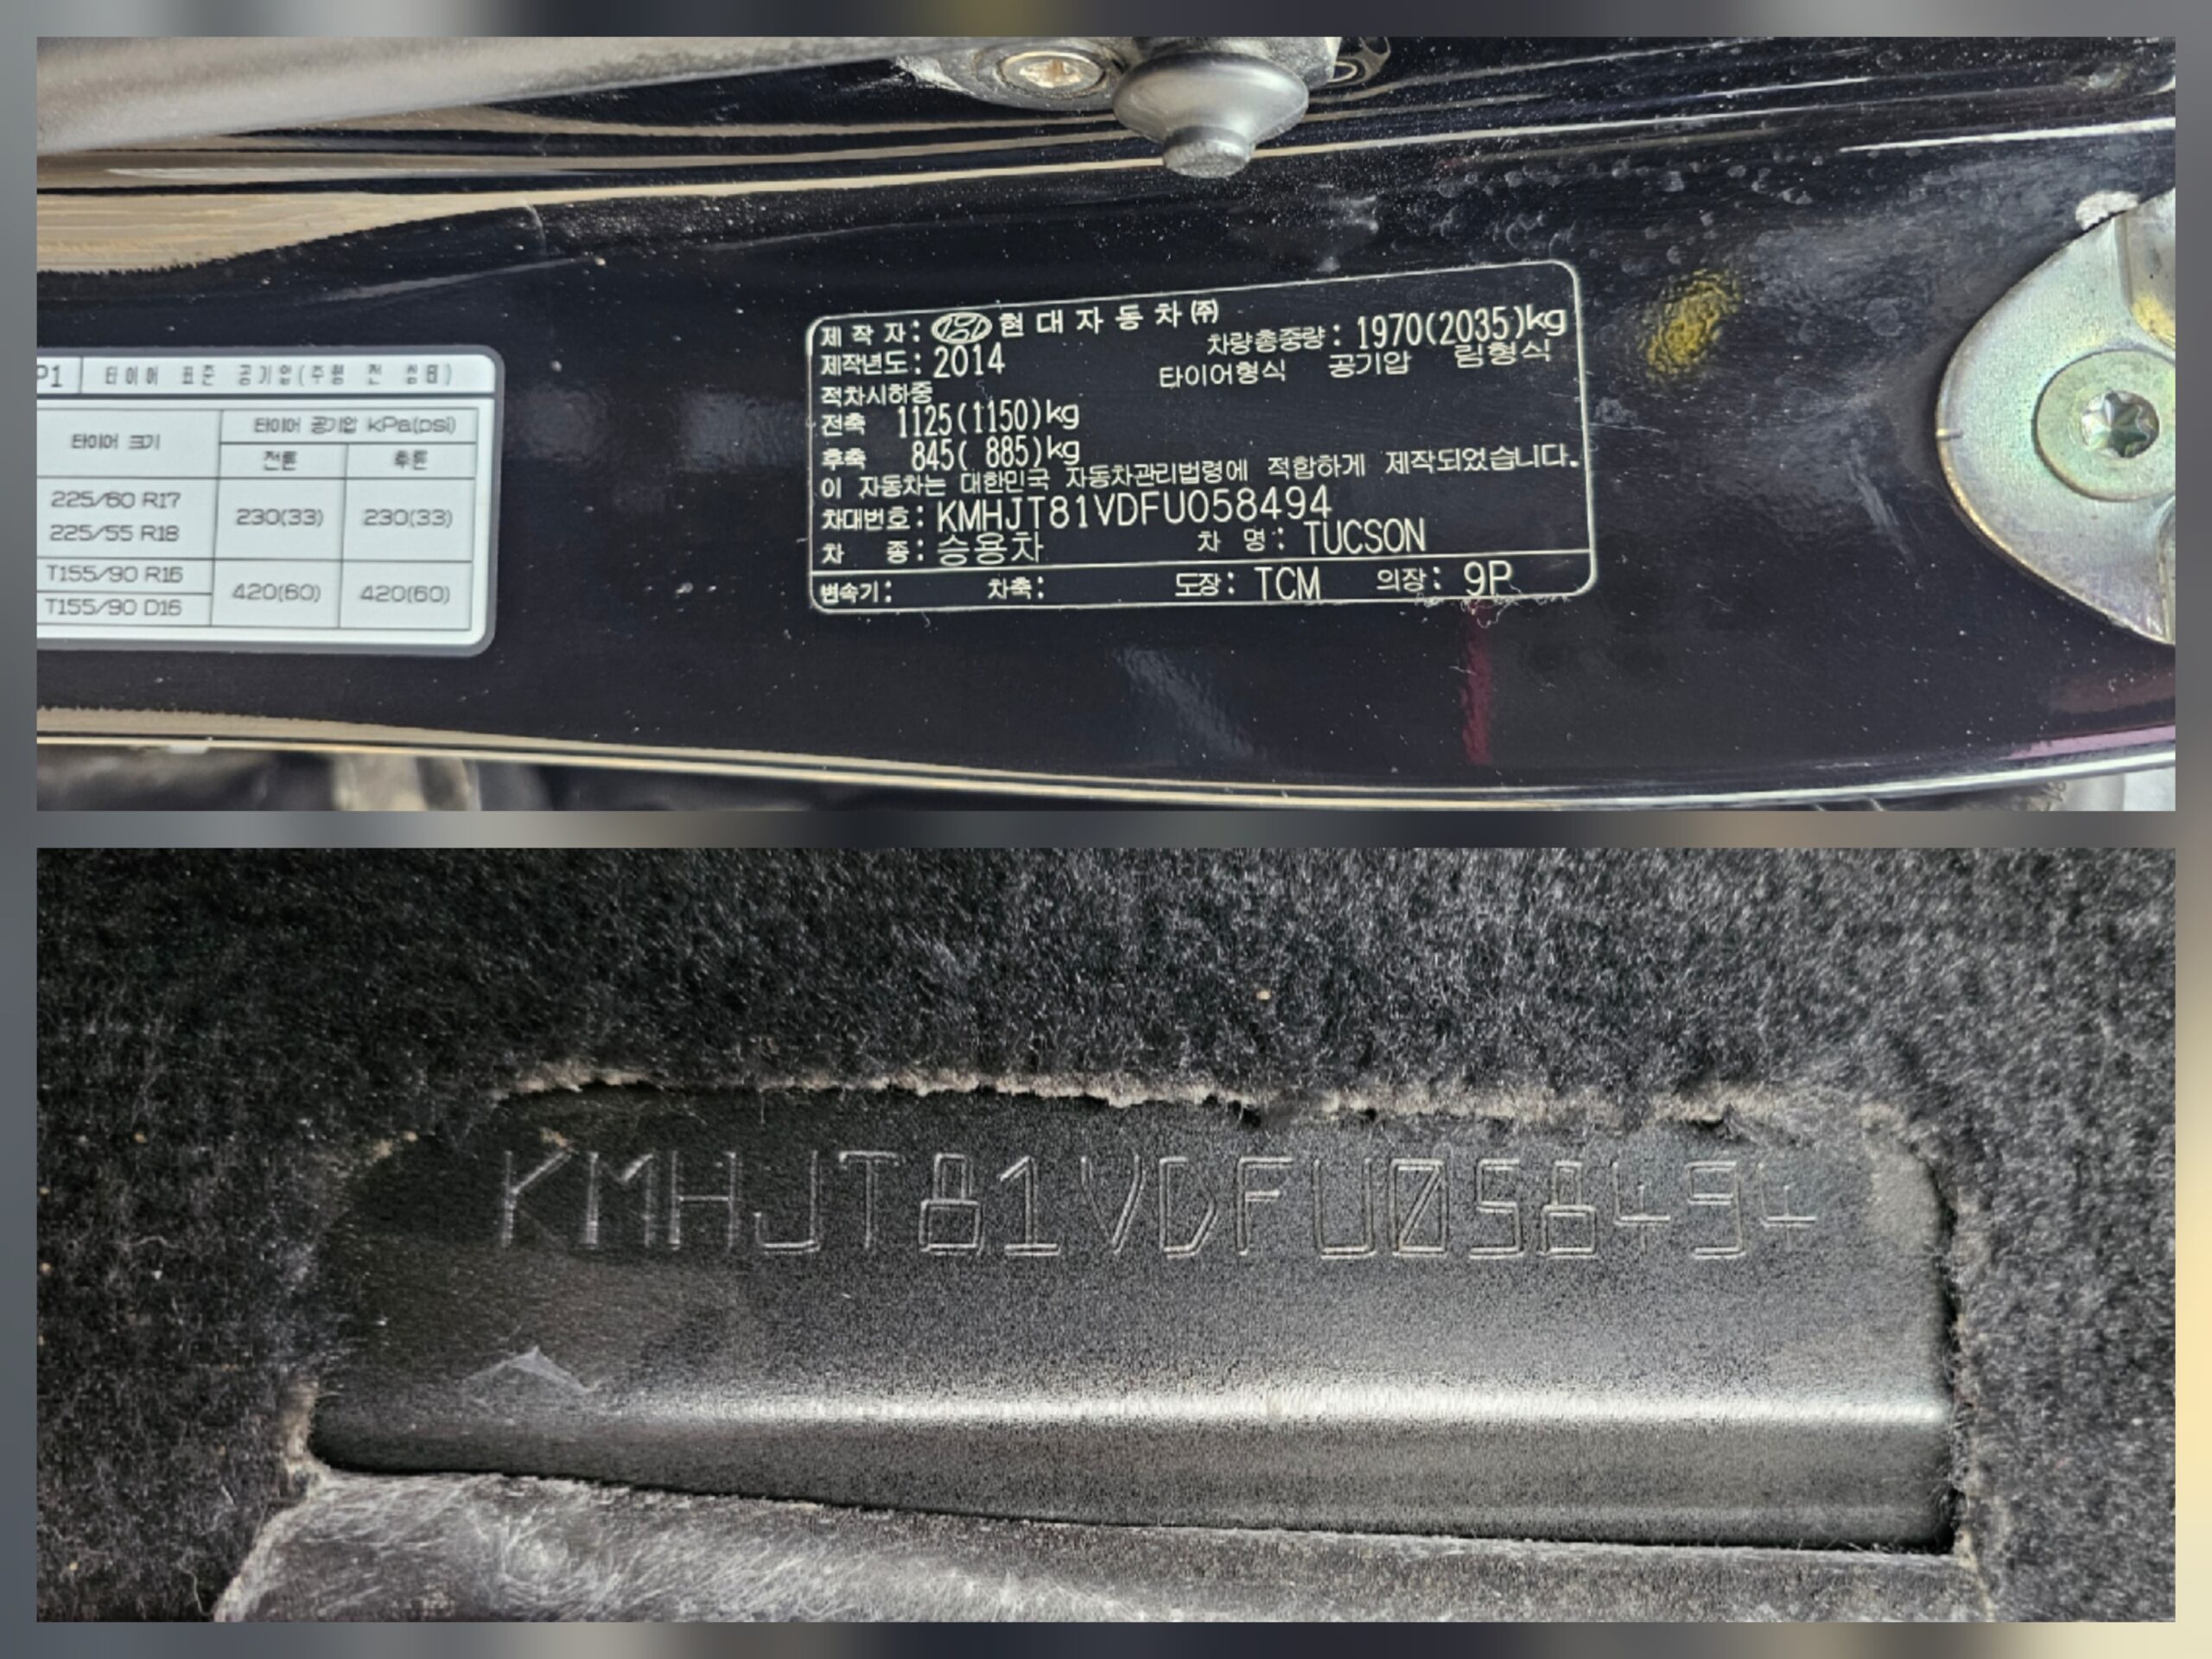 P1 타이어 표준 공기압(주행 전 상태)
타이어 크기
타이어 공기압 kPa(psi)
전륜 후륜
225/60 R17
225/55 R18
230(33) 230(33)
T155/90 R16
T155/90 D16
420(60) 420(60)
제 작 자: 현대자동차㈜
차량총중량: 1970(2035)kg
제작년도: 2014
타이어형식 공기압 림형식
적차시하중
전축 1125(1150)kg
후축 845( 885)kg
이 자동차는 대한민국 자동차관리법령에 적합하게 제작되었습니다.
차대번호: KMHJT81VDFU058494
차 종: 승용차 차 명: TUCSON
변속기: 차축: 도장: TCM 의장: 9P
KMHJT81VDFU058494